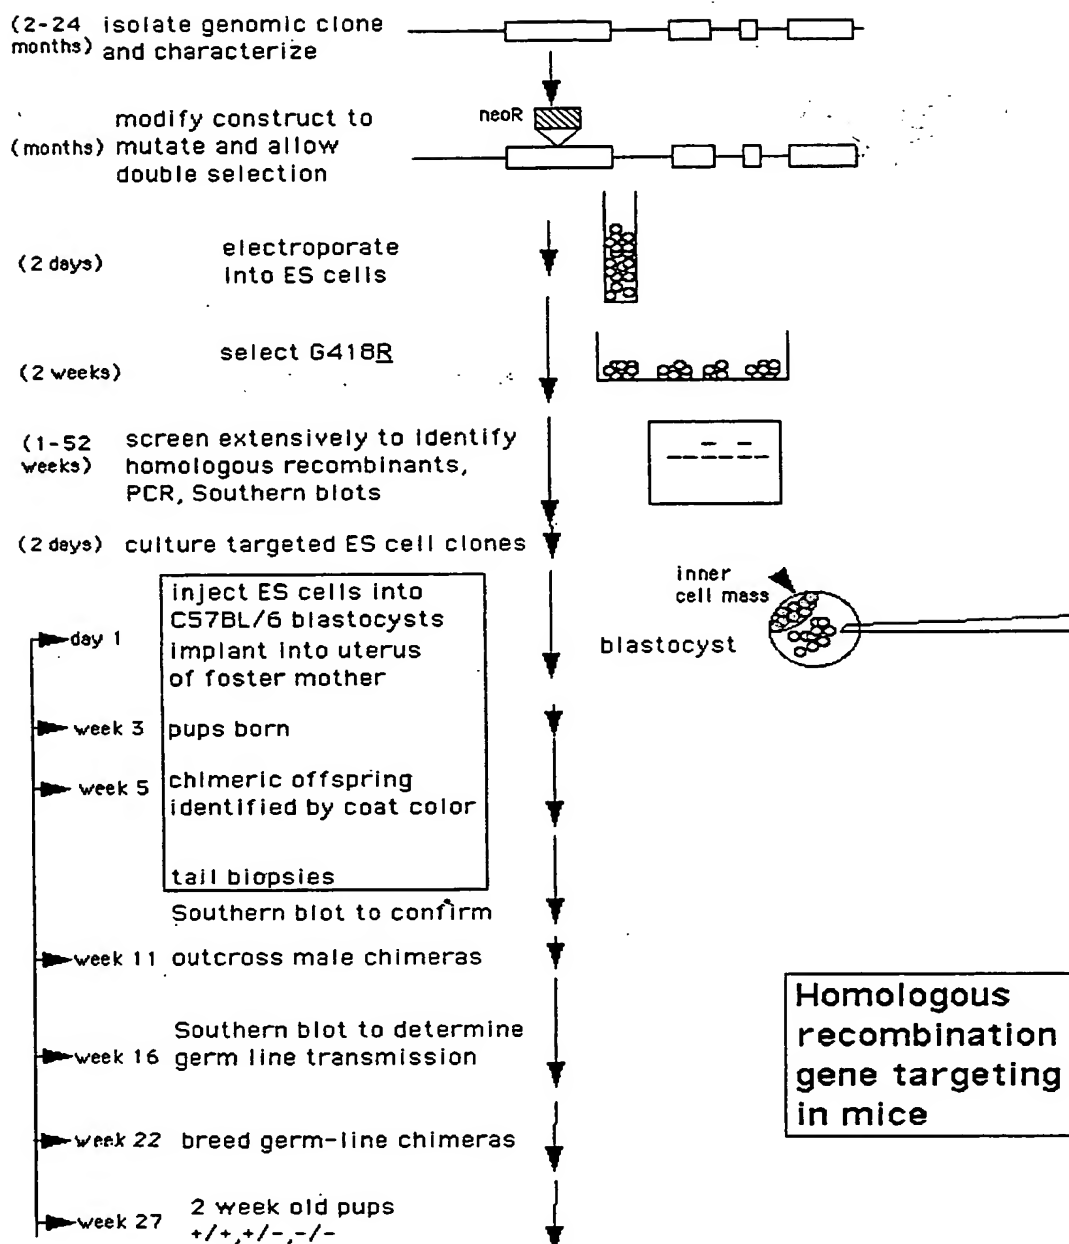 (2-24 months) isolate genomic clone
and characterize
neoR
(months) modify construct to
mutate and allow
double selection
(2 days) electroporate
into ES cells
(2 weeks) select G418R
(1-52 weeks) screen extensively to identify
homologous recombinants,
PCR, Southern blots
(2 days) culture targeted ES cell clones
inject ES cells into
C57BL/6 blastocysts
day 1 implant into uterus
of foster mother
inner
cell mass
blastocyst
week 3 pups born
week 5 chimeric offspring
identified by coat color
tail biopsies
Southern blot to confirm
week 11 outcross male chimeras
Southern blot to determine
week 16 germ line transmission
week 22 breed germ-line chimeras
week 27 2 week old pups
+/+,+/-,-/-
Homologous
recombination
gene targeting
in mice